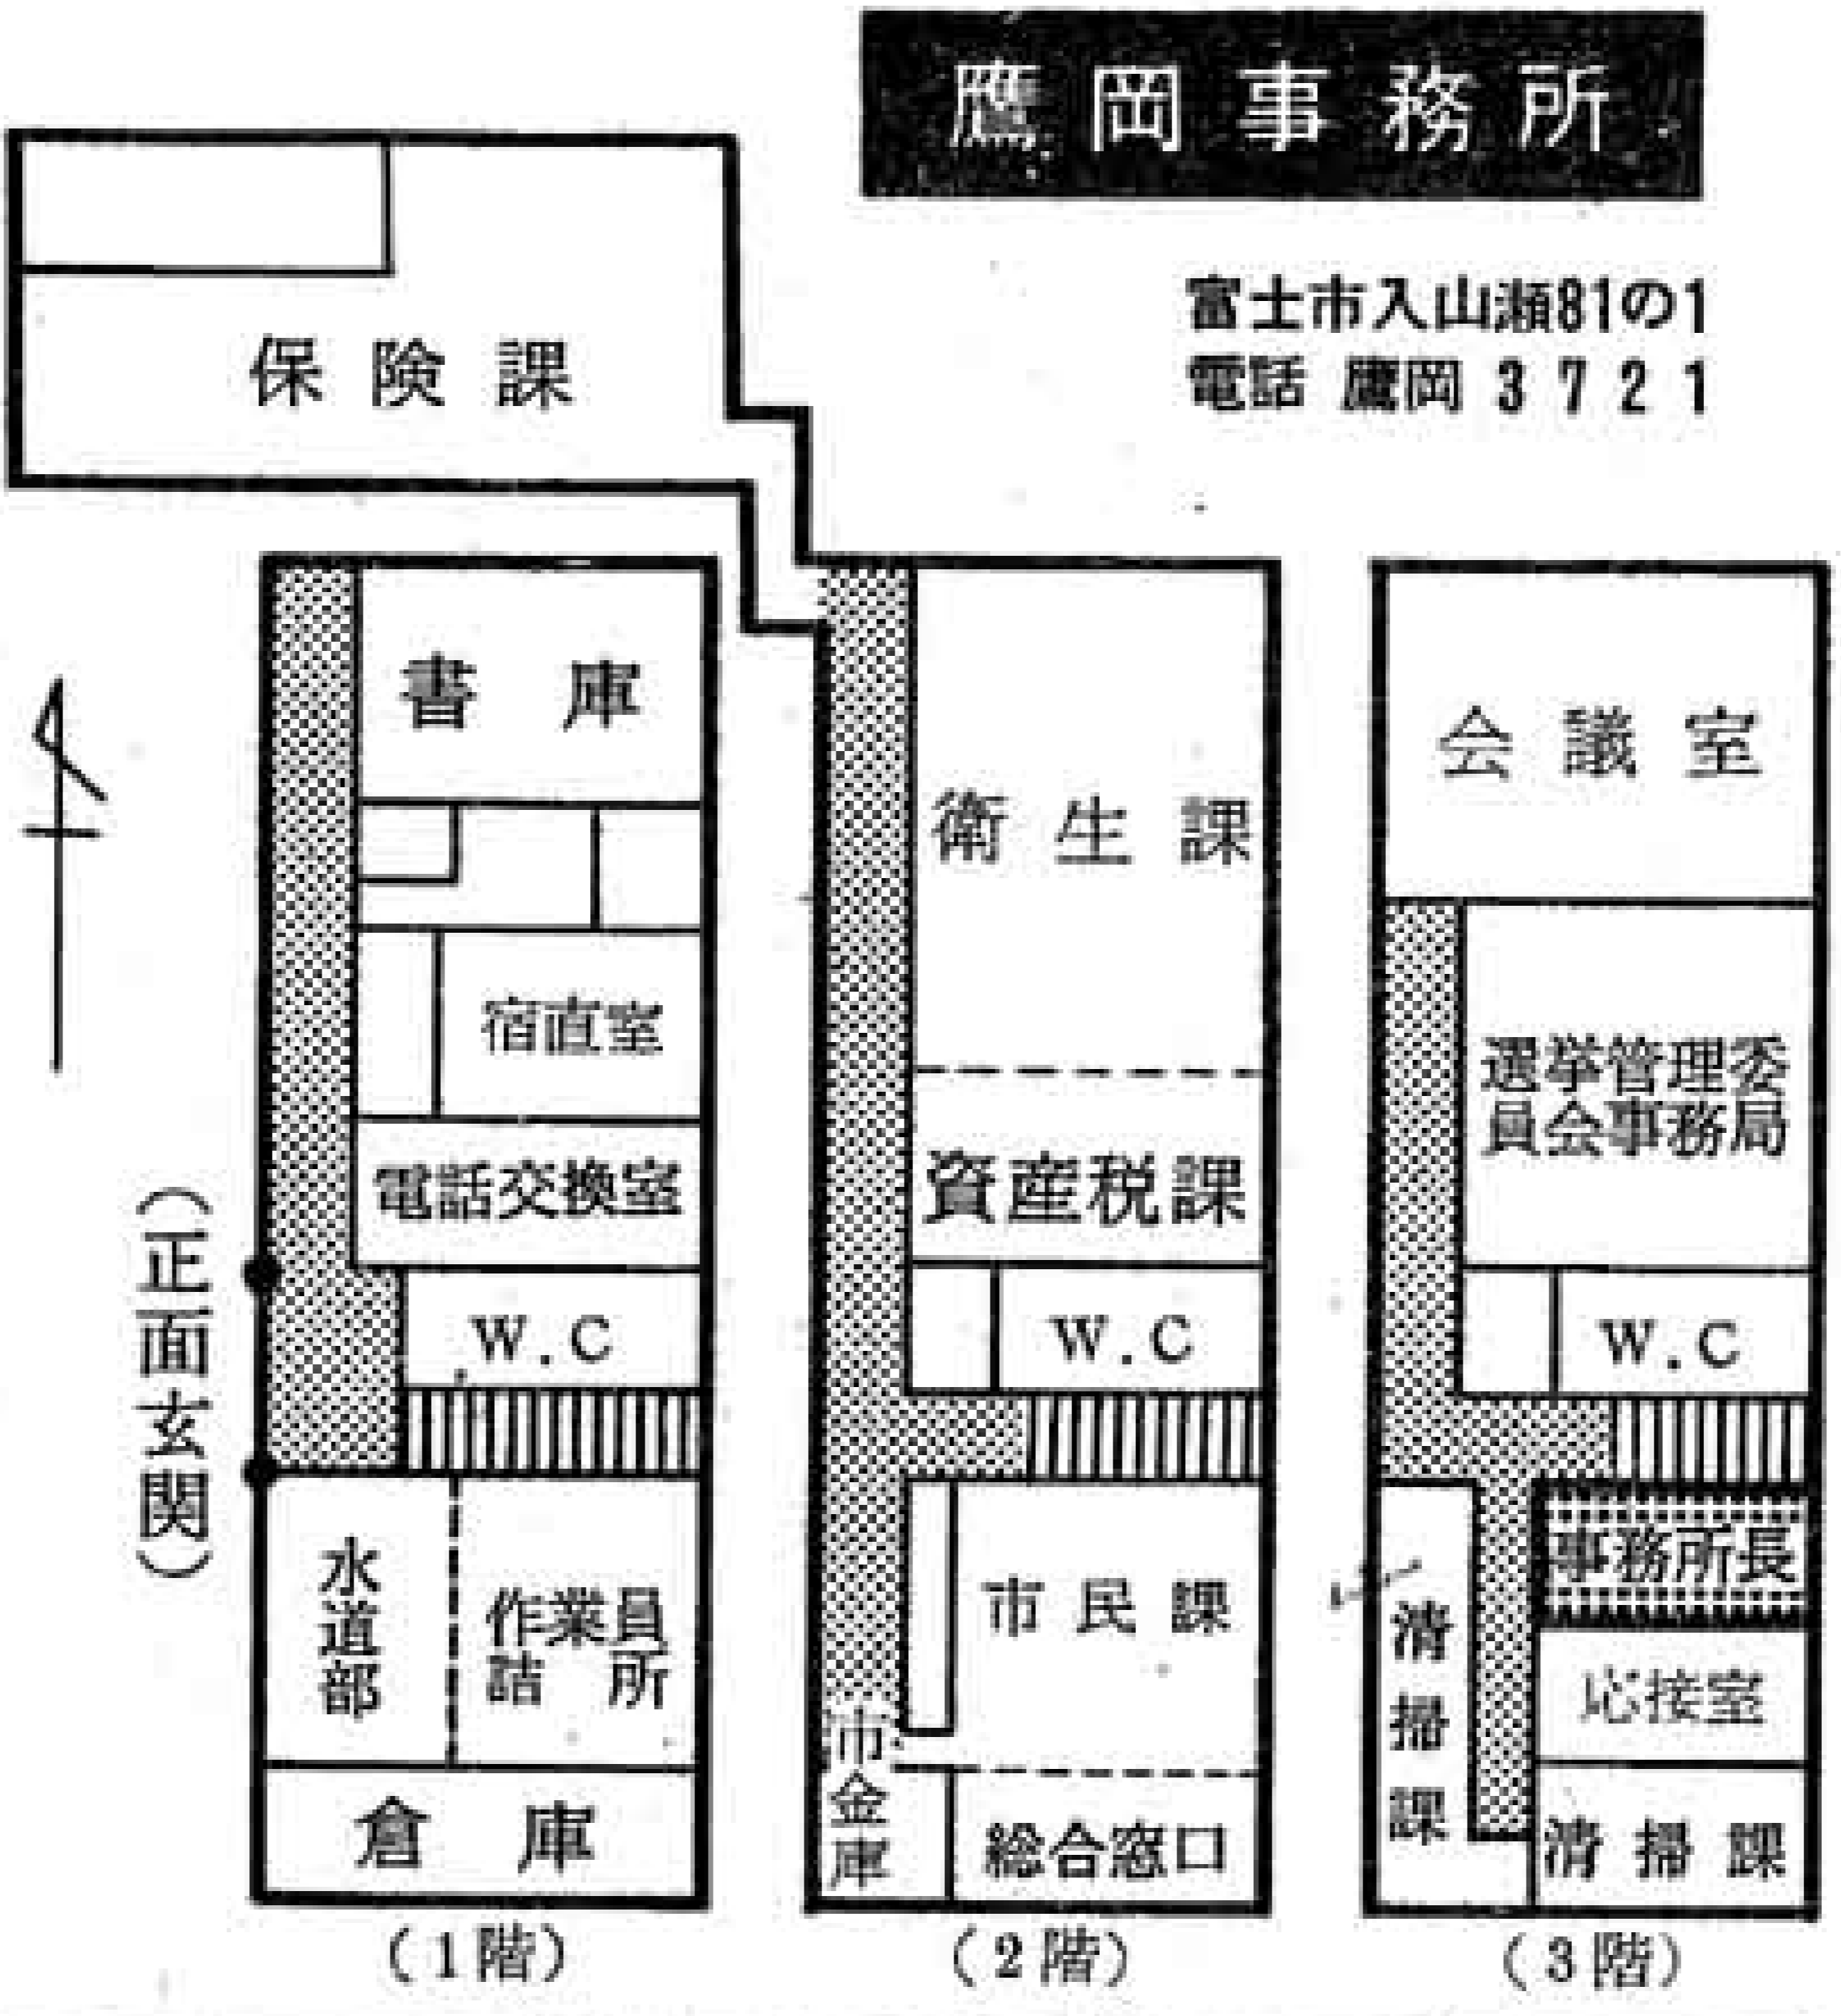 鷹岡事務所
富士市入山瀬81の1
電話 鷹岡 3721
保険課
(正面玄関)
書庫
宿直室
電話交換室
W.C
水道部
作業員
詰所
倉庫
(1階)
衛生課
資産税課
W.C
市民課
市金庫
総合窓口
(2階)
会議室
選挙管理委
員会事務局
W.C
事務所長
清掃課
応接室
清掃課
(3階)